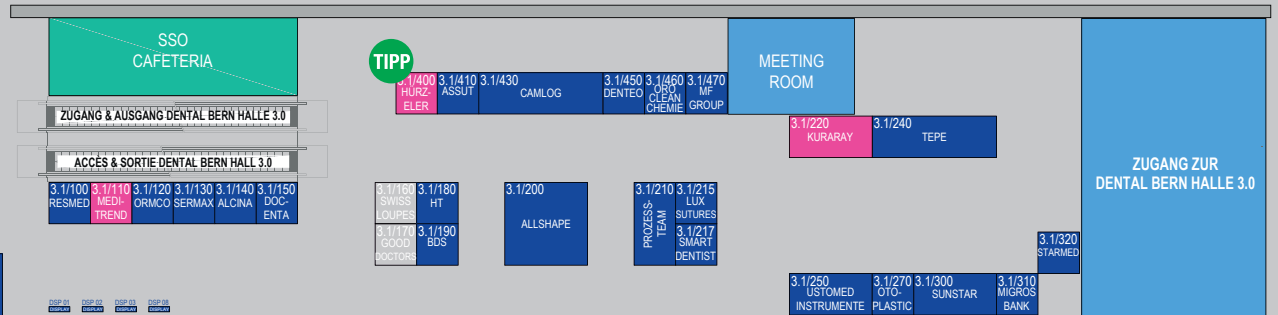 SSO
CAFETERIA
TIPP
MEETING
ROOM
3.1/400
HÜRZ-
ELER
3.1/410
ASSUT
3.1/430
CAMLOG
3.1/450
DENTEO
3.1/460
ORO
CLEAN
CHEMIE
3.1/470
MF
GROUP
ZUGANG & AUSGANG DENTAL BERN HALLE 3.0
ACCÈS & SORTIE DENTAL BERN HALL 3.0
3.1/220
KURARAY
3.1/240
TEPE
ZUGANG ZUR
DENTAL BERN HALLE 3.0
3.1/100
RESMED
3.1/110
MEDI-
TREND
3.1/120
ORMCO
3.1/130
SERMAX
3.1/140
ALCINA
3.1/150
DOC-
ENTA
3.1/160
SWISS
LOUPES
3.1/180
HT
3.1/170
GOOD
DOCTORS
3.1/190
BDS
3.1/200
ALLSHAPE
3.1/210
PROZESS-
TEAM
3.1/215
LUX
SUTURES
3.1/217
SMART
DENTIST
3.1/320
STARMED
3.1/250
USTOMED
INSTRUMENTE
3.1/270
OTO-
PLASTIC
3.1/300
SUNSTAR
3.1/310
MIGROS
BANK
DSP 01
DISPLAY
DSP 02
DISPLAY
DSP 03
DISPLAY
DSP 08
DISPLAY